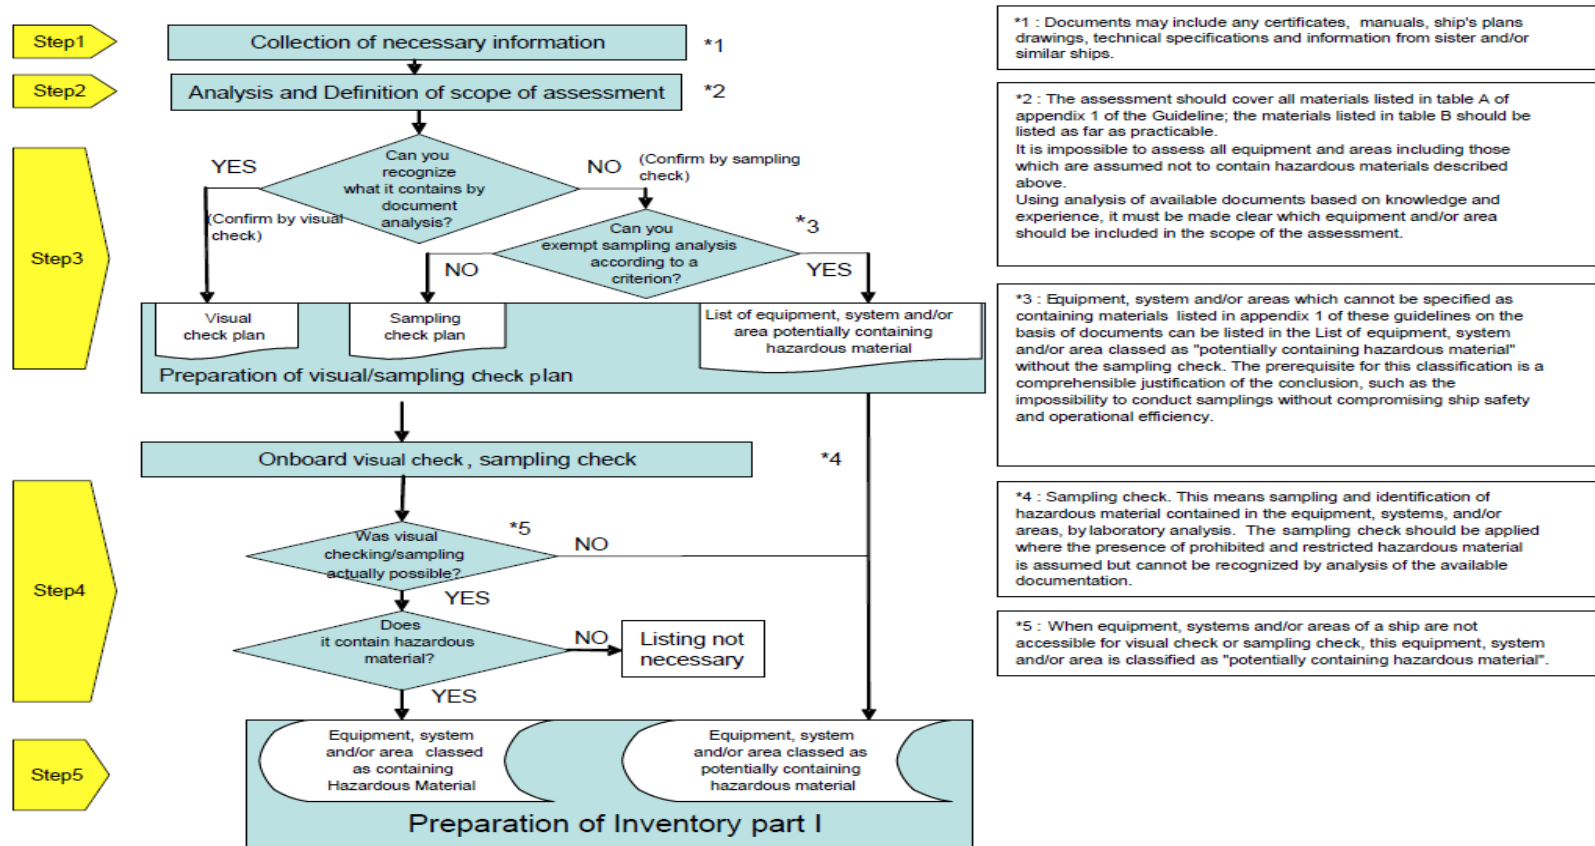 Step1
Collection of necessary information
*1
Step2
Analysis and Definition of scope of assessment
*2
Step3
YES
Can you
recognize
what it contains by
document
analysis?
NO
(Confirm by sampling
check)
(Confirm by visual
check)
*3
Can you
exempt sampling analysis
according to a
criterion?
NO
YES
Visual
check plan
Sampling
check plan
List of equipment, system and/or
area potentially containing
hazardous material
Preparation of visual/sampling check plan
Onboard visual check, sampling check
*4
Step4
*5
Was visual
checking/sampling
actually possible?
NO
YES
Does
it contain hazardous
material?
NO
Listing not
necessary
YES
Step5
Equipment, system
and/or area classed
as containing
Hazardous Material
Equipment, system
and/or area classed as
potentially containing
hazardous material
Preparation of Inventory part I
*1 : Documents may include any certificates, manuals, ship's plans
drawings, technical specifications and information from sister and/or
similar ships.
*2 : The assessment should cover all materials listed in table A of
appendix 1 of the Guideline; the materials listed in table B should be
listed as far as practicable.
It is impossible to assess all equipment and areas including those
which are assumed not to contain hazardous materials described
above.
Using analysis of available documents based on knowledge and
experience, it must be made clear which equipment and/or area
should be included in the scope of the assessment.
*3 : Equipment, system and/or areas which cannot be specified as
containing materials listed in appendix 1 of these guidelines on the
basis of documents can be listed in the List of equipment, system
and/or area classed as "potentially containing hazardous material"
without the sampling check. The prerequisite for this classification is a
comprehensible justification of the conclusion, such as the
impossibility to conduct samplings without compromising ship safety
and operational efficiency.
*4 : Sampling check. This means sampling and identification of
hazardous material contained in the equipment, systems, and/or
areas, by laboratory analysis. The sampling check should be applied
where the presence of prohibited and restricted hazardous material
is assumed but cannot be recognized by analysis of the available
documentation.
*5 : When equipment, systems and/or areas of a ship are not
accessible for visual check or sampling check, this equipment, system
and/or area is classified as "potentially containing hazardous material".